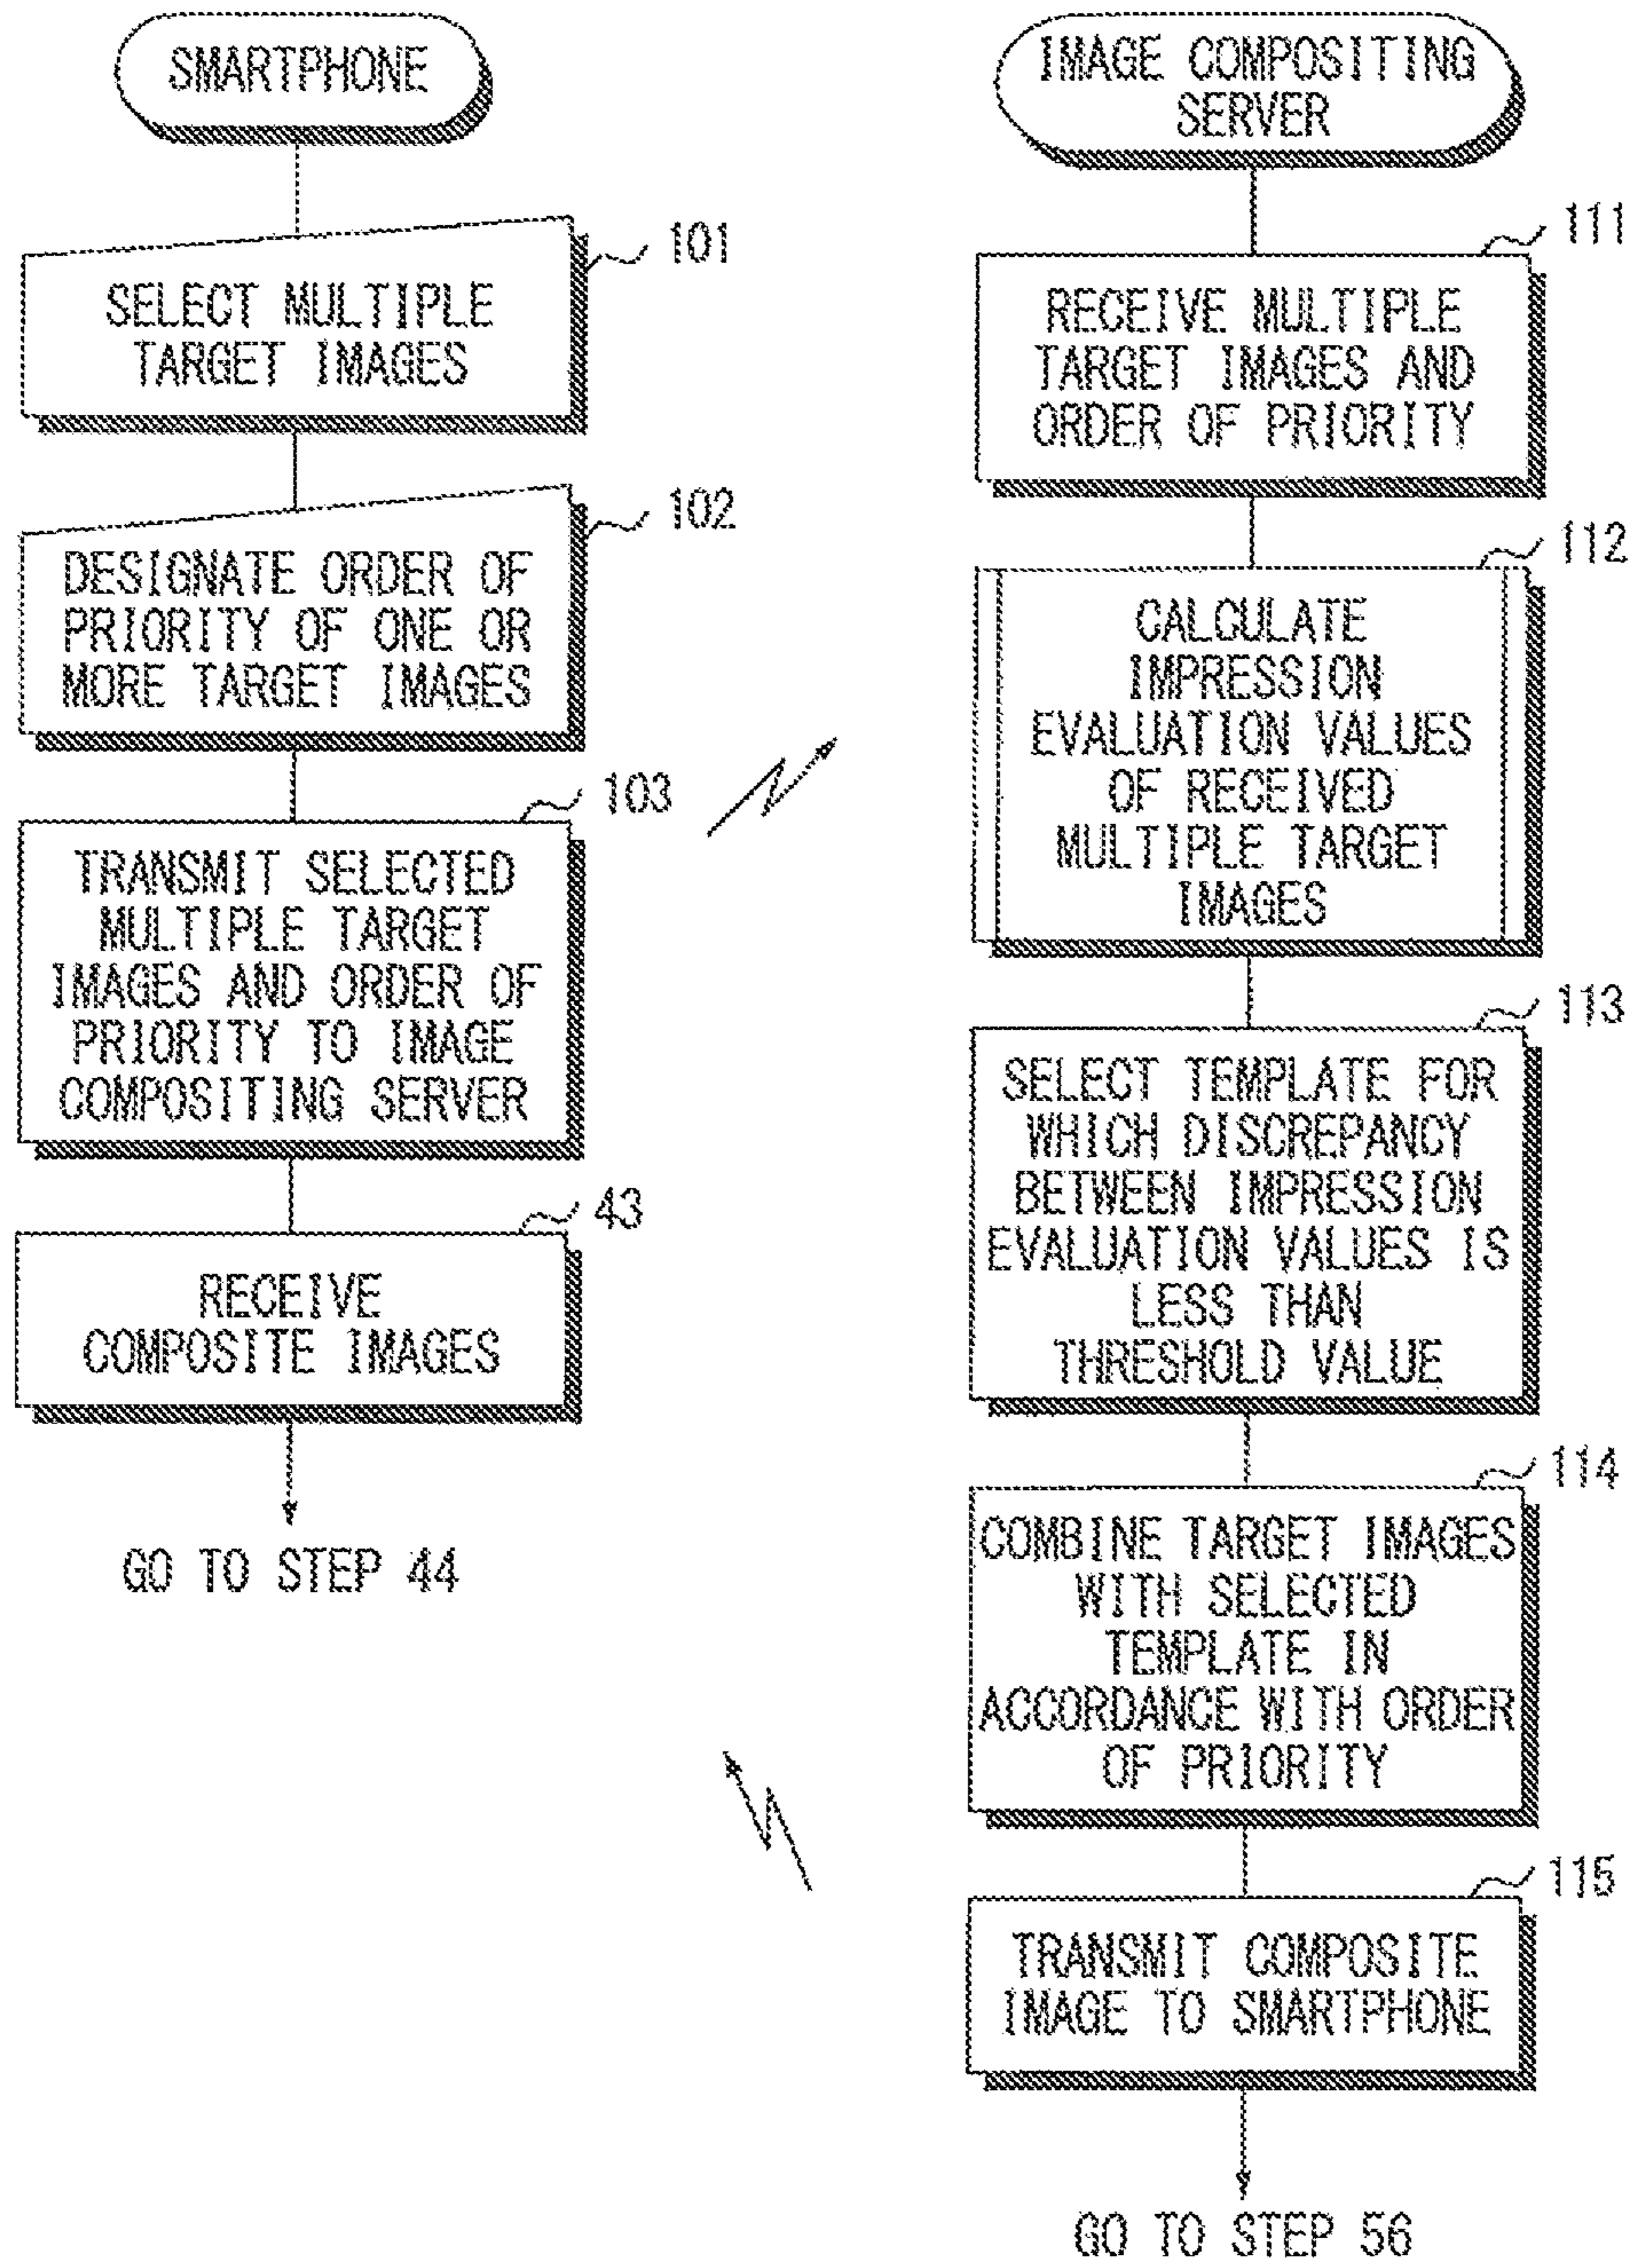 SMARTPHONE
101
SELECT MULTIPLE
TARGET IMAGES
102
DESIGNATE ORDER OF
PRIORITY OF ONE OR
MORE TARGET IMAGES
103
TRANSMIT SELECTED
MULTIPLE TARGET
IMAGES AND ORDER OF
PRIORITY TO IMAGE
COMPOSITING SERVER
43
RECEIVE
COMPOSITE IMAGES
GO TO STEP 44
IMAGE COMPOSITING
SERVER
111
RECEIVE MULTIPLE
TARGET IMAGES AND
ORDER OF PRIORITY
112
CALCULATE
IMPRESSION
EVALUATION VALUES
OF RECEIVED
MULTIPLE TARGET
IMAGES
113
SELECT TEMPLATE FOR
WHICH DISCREPANCY
BETWEEN IMPRESSION
EVALUATION VALUES IS
LESS THAN
THRESHOLD VALUE
114
COMBINE TARGET IMAGES
WITH SELECTED
TEMPLATE IN
ACCORDANCE WITH ORDER
OF PRIORITY
115
TRANSMIT COMPOSITE
IMAGE TO SMARTPHONE
GO TO STEP 56